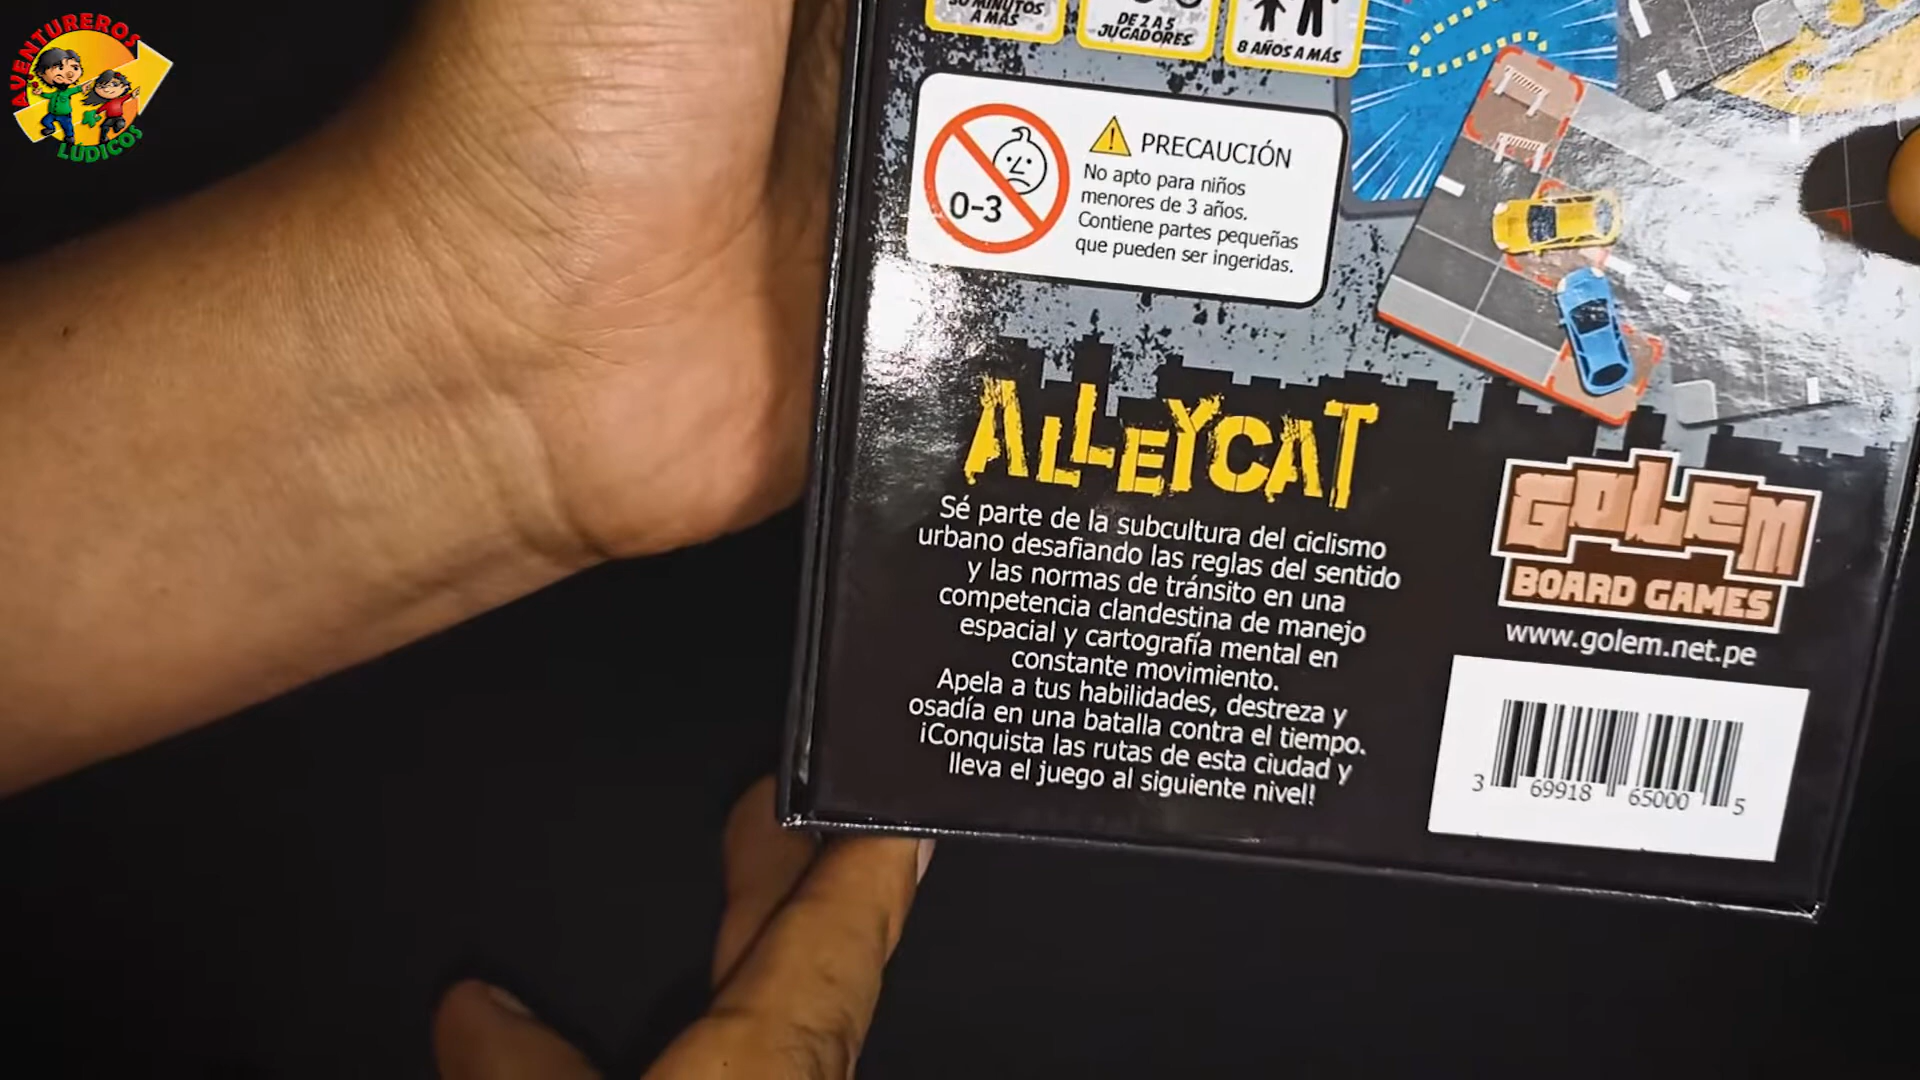 AVENTUREROS
LÚDICOS
30 MINUTOS
A MÁS
DE 2 A 5
JUGADORES
8 AÑOS A MÁS
0-3
PRECAUCIÓN
No apto para niños
menores de 3 años.
Contiene partes pequeñas
que pueden ser ingeridas.
ALLEYCAT
Sé parte de la subcultura del ciclismo
urbano desafiando las reglas del sentido
y las normas de tránsito en una
competencia clandestina de manejo
espacial y cartografía mental en
constante movimiento.
Apela a tus habilidades, destreza y
osadía en una batalla contra el tiempo.
¡Conquista las rutas de esta ciudad y
lleva el juego al siguiente nivel!
GOLEM
BOARD GAMES
www.golem.net.pe
3 69918 65000 5